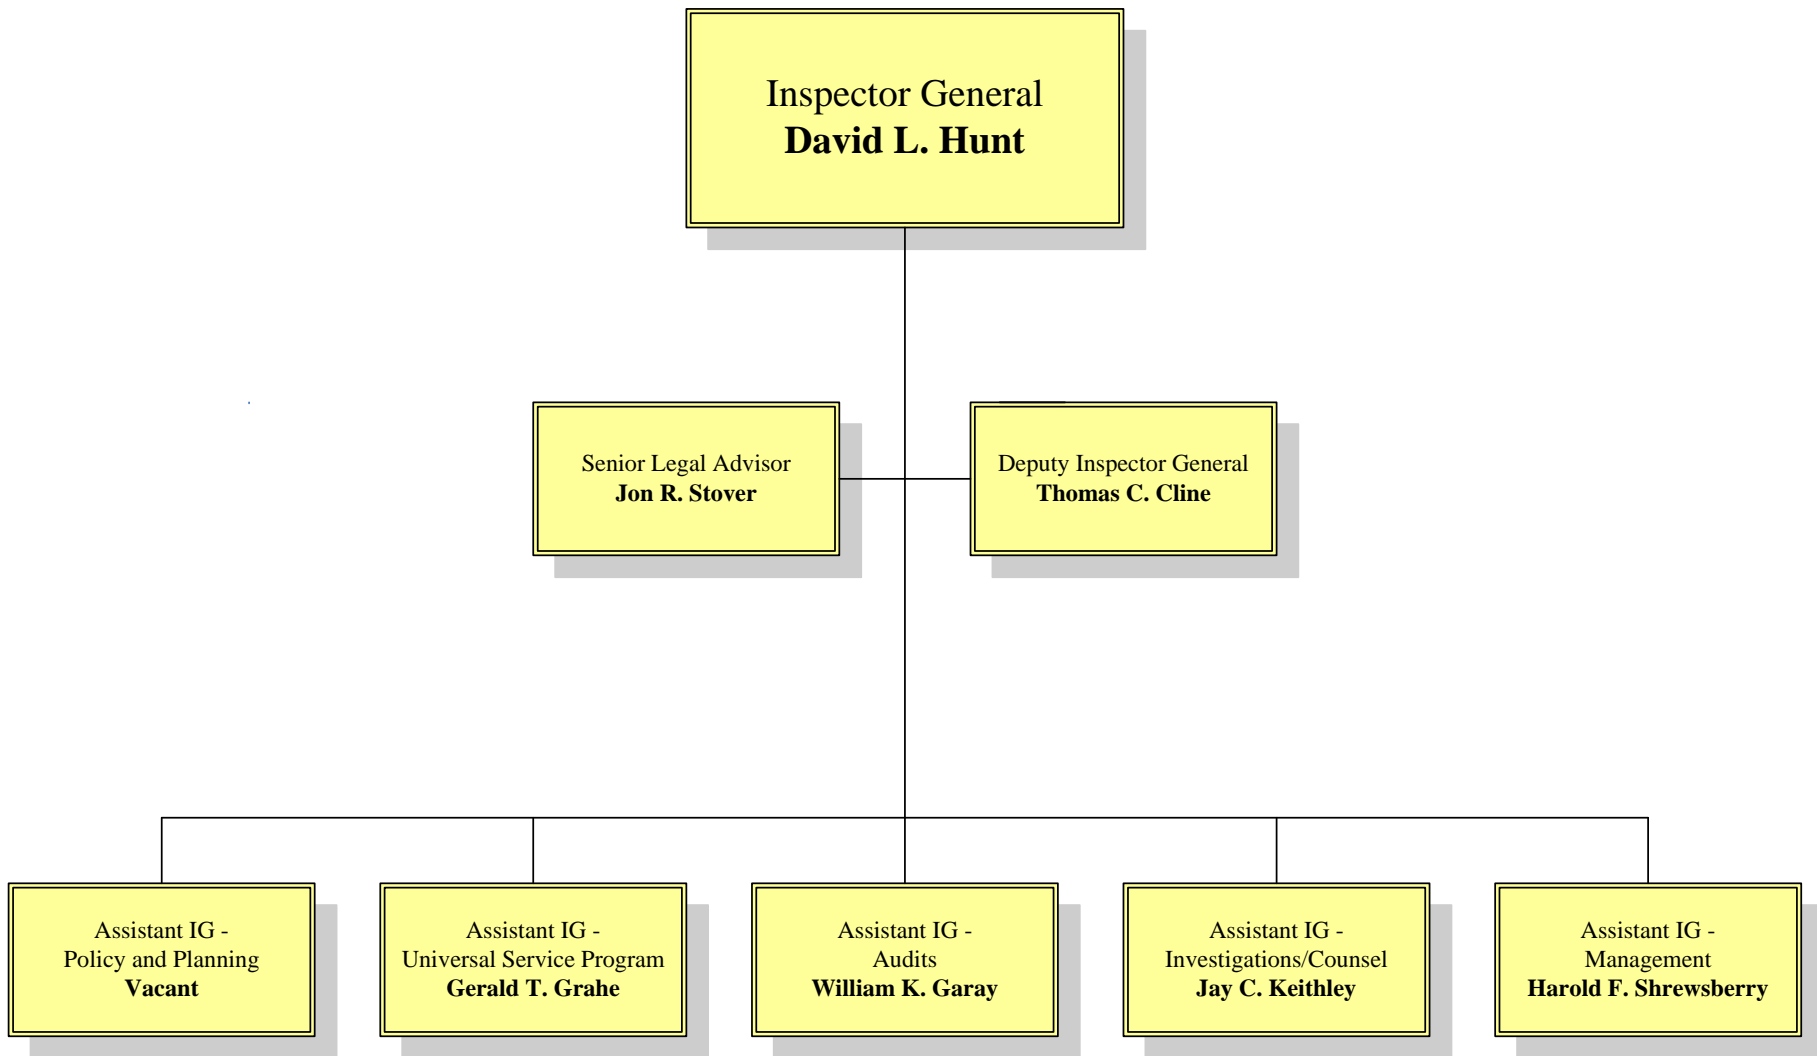 Inspector General
David L. Hunt
Senior Legal Advisor
Jon R. Stover
Deputy Inspector General
Thomas C. Cline
Assistant IG -
Policy and Planning
Vacant
Assistant IG -
Universal Service Program
Gerald T. Grahe
Assistant IG -
Audits
William K. Garay
Assistant IG -
Investigations/Counsel
Jay C. Keithley
Assistant IG -
Management
Harold F. Shrewsberry